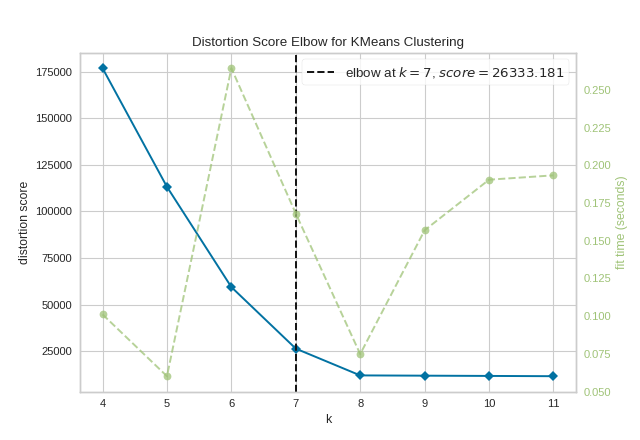 Distortion Score Elbow for KMeans Clustering
elbow at k = 7, score = 26333.181
distortion score
175000
150000
125000
100000
75000
50000
25000
0.250
0.225
0.200
0.175
0.150
0.125
0.100
0.075
0.050
fit time (seconds)
4 5 6 7 8 9 10 11
k